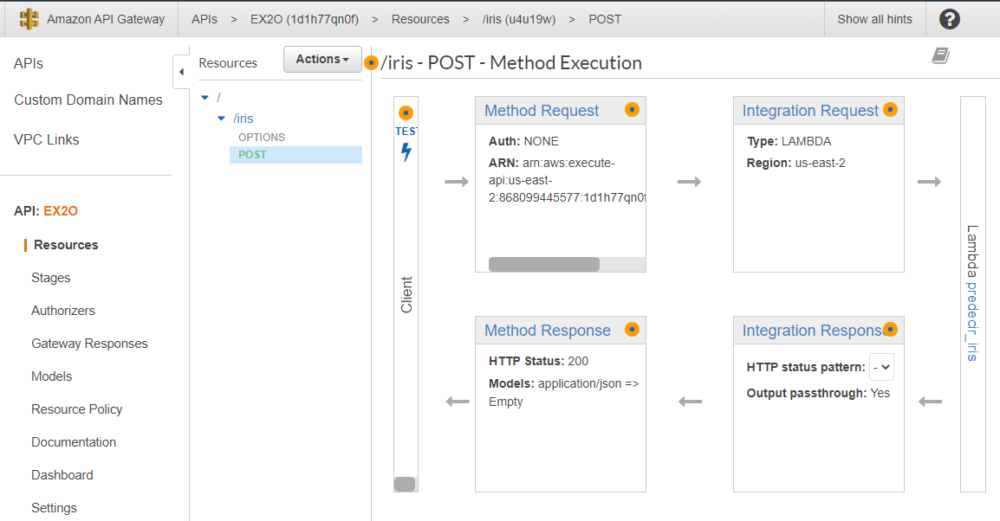 Amazon API Gateway
APIs > EX2O (1d1h77qn0f) > Resources > /iris (u4u19w) > POST
Show all hints
?
APIs
Custom Domain Names
VPC Links
API: EX2O
Resources
Stages
Authorizers
Gateway Responses
Models
Resource Policy
Documentation
Dashboard
Settings
Resources
Actions
/
/iris
OPTIONS
POST
/iris - POST - Method Execution
TEST
Client
Method Request
Auth: NONE
ARN: arn:aws:execute-
api:us-east-
2:868099445577:1d1h77qn0f
Integration Request
Type: LAMBDA
Region: us-east-2
Lambda predecir_iris
Method Response
HTTP Status: 200
Models: application/json =>
Empty
Integration Respons
HTTP status pattern: -
Output passthrough: Yes